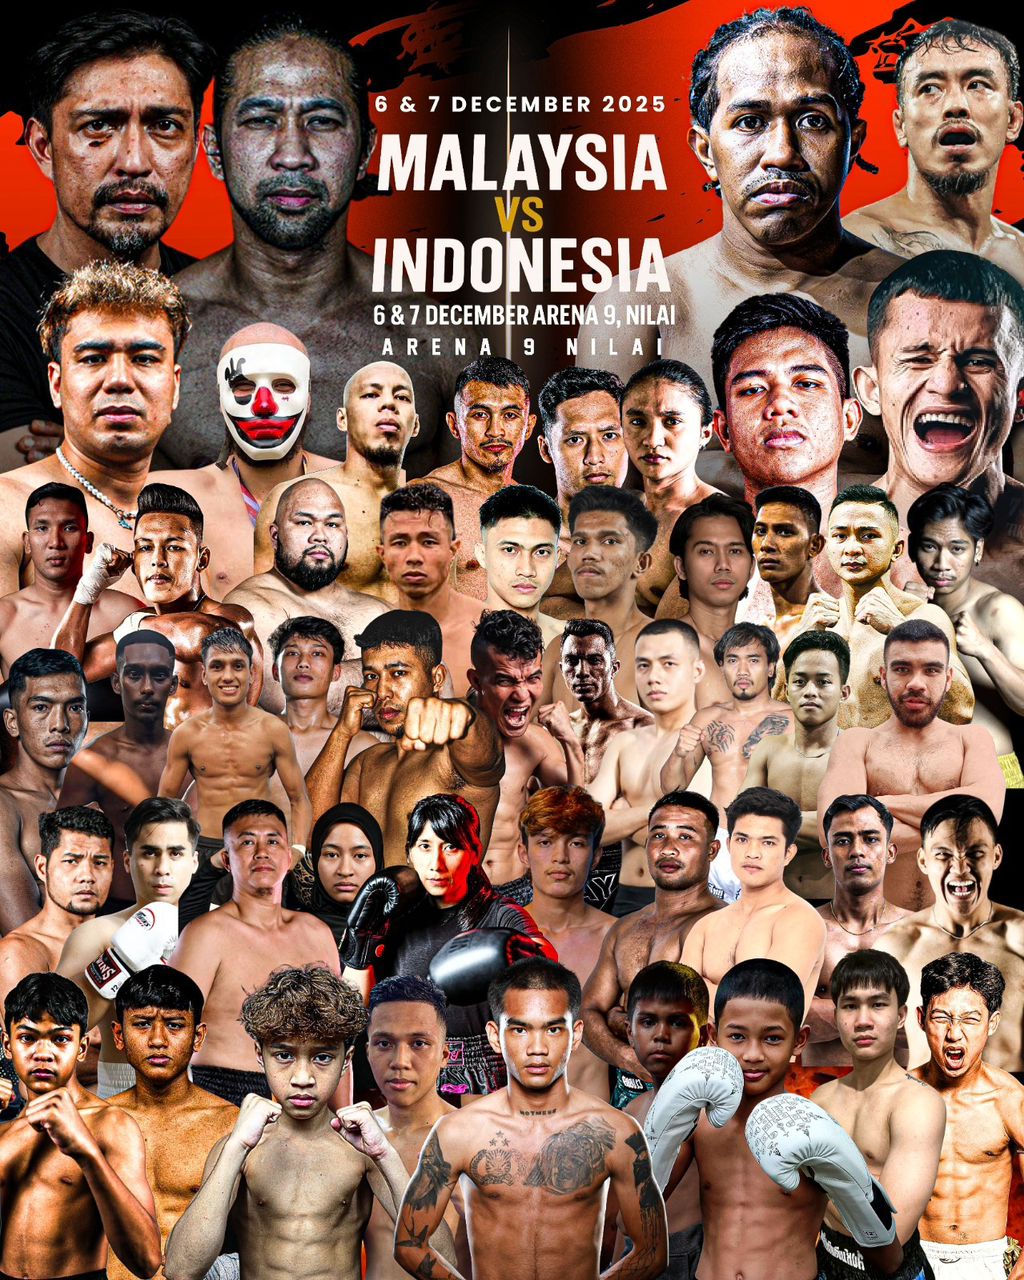 6 & 7 DECEMBER 2025
MALAYSIA
VS
INDONESIA
6 & 7 DECEMBER ARENA 9, NILAI
ARENA 9 NILAI